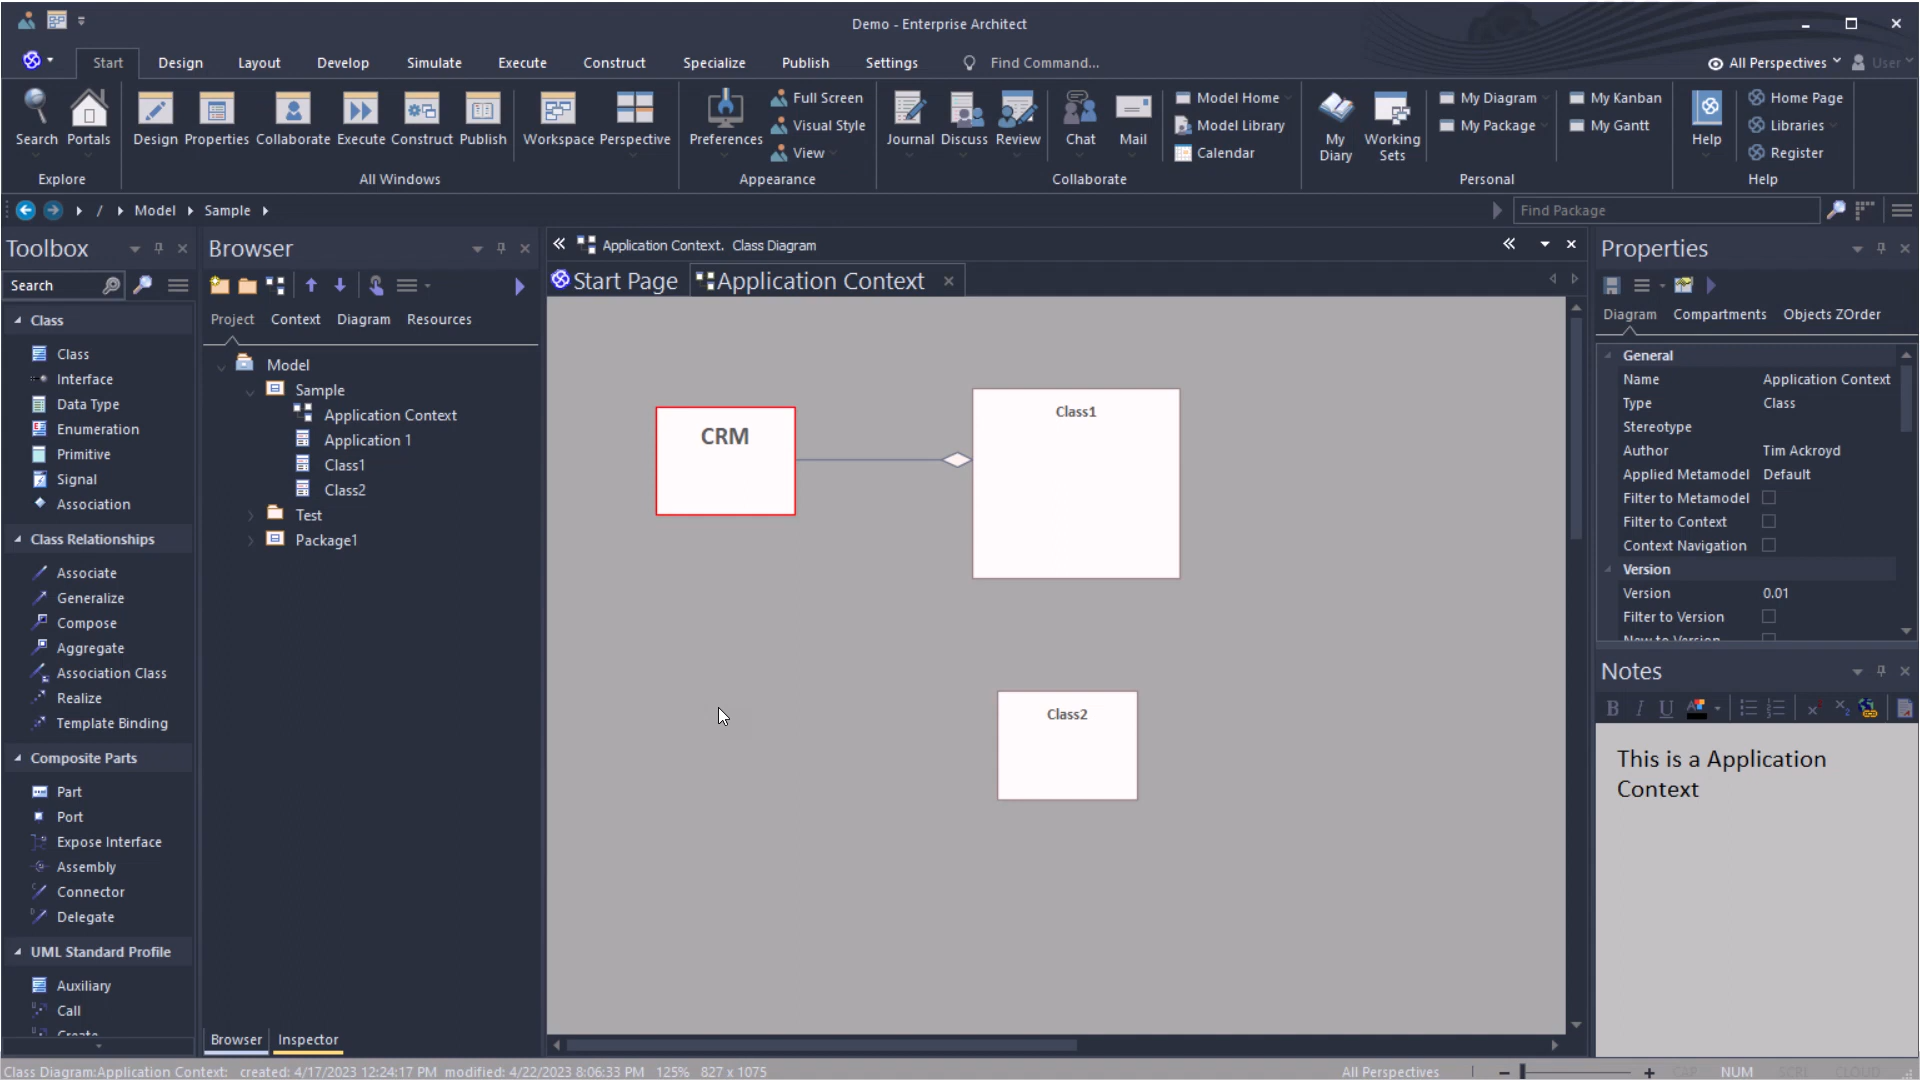 Demo - Enterprise Architect
Start Design Layout Develop Simulate Execute Construct Specialize Publish Settings Find Command... All Perspectives User
Search Portals
Explore
Design Properties Collaborate Execute Construct Publish Workspace Perspective
All Windows
Preferences
Full Screen
Visual Style
View
Appearance
Journal Discuss Review Chat Mail
Model Home
Model Library
Calendar
Collaborate
My Diary
Working Sets
My Diagram
My Package
My Kanban
My Gantt
Personal
Help
Home Page
Libraries
Register
Help
/ Model Sample
Find Package
Toolbox
Search
Class
Class
Interface
Data Type
Enumeration
Primitive
Signal
Association
Class Relationships
Associate
Generalize
Compose
Aggregate
Association Class
Realize
Template Binding
Composite Parts
Part
Port
Expose Interface
Assembly
Connector
Delegate
UML Standard Profile
Auxiliary
Call
Create
Browser
Project Context Diagram Resources
Model
Sample
Application Context
Application 1
Class1
Class2
Test
Package1
Browser Inspector
Application Context. Class Diagram
Start Page Application Context
CRM
Class1
Class2
Properties
Diagram Compartments Objects ZOrder
General
Name Application Context
Type Class
Stereotype
Author Tim Ackroyd
Applied Metamodel Default
Filter to Metamodel
Filter to Context
Context Navigation
Version
Version 0.01
Filter to Version
New to Version
Notes
B I U
This is a Application
Context
Class Diagram:Application Context: created: 4/17/2023 12:24:17 PM modified: 4/22/2023 8:06:33 PM 125% 827 x 1075
All Perspectives CAP NUM SCRL CLOUD